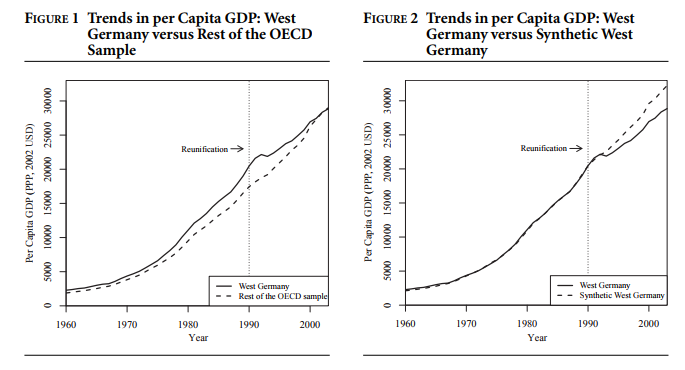 FIGURE 1 Trends in per Capita GDP: West
Germany versus Rest of the OECD
Sample
Per Capita GDP (PPP, 2002 USD)
30000
25000
20000
15000
10000
5000
0
Reunification
West Germany
Rest of the OECD sample
1960 1970 1980 1990 2000
Year
FIGURE 2 Trends in per Capita GDP: West
Germany versus Synthetic West
Germany
Per Capita GDP (PPP, 2002 USD)
30000
25000
20000
15000
10000
5000
0
Reunification
West Germany
Synthetic West Germany
1960 1970 1980 1990 2000
Year